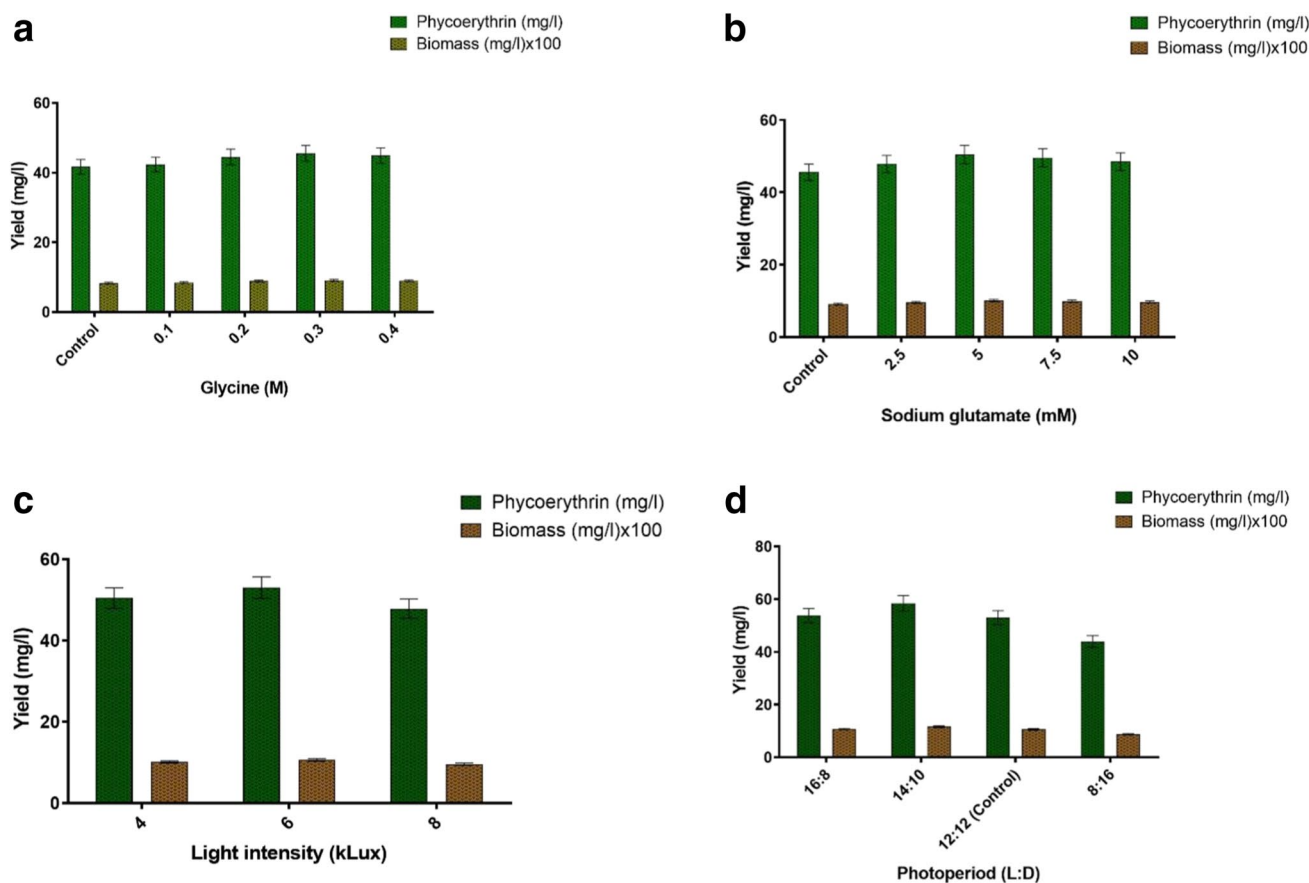 a
Phycoerythrin (mg/l)
Biomass (mg/l)x100
60
40
20
0
Yield (mg/l)
Control
0.1
0.2
0.3
0.4
Glycine (M)
b
Phycoerythrin (mg/l)
Biomass (mg/l)x100
60
40
20
0
Yield (mg/l)
Control
2.5
5
7.5
10
Sodium glutamate (mM)
c
Phycoerythrin (mg/l)
Biomass (mg/l)x100
60
40
20
0
Yield (mg/l)
4
6
8
Light intensity (kLux)
d
Phycoerythrin (mg/l)
Biomass (mg/l)x100
80
60
40
20
0
Yield (mg/l)
16:8
14:10
12:12 (Control)
8:16
Photoperiod (L:D)